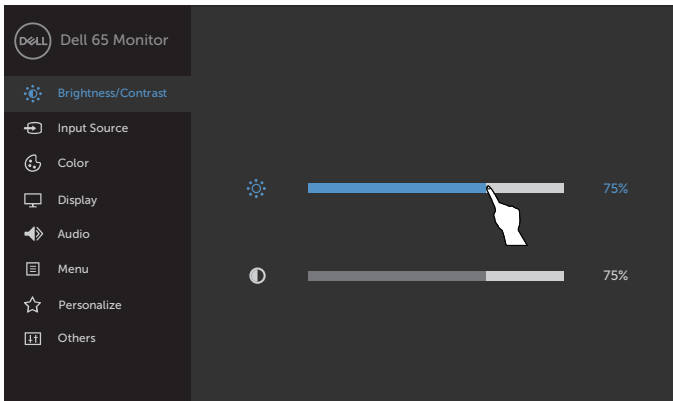 DELL Dell 65 Monitor
Brightness/Contrast
Input Source
Color
Display
Audio
Menu
Personalize
Others
75%
75%